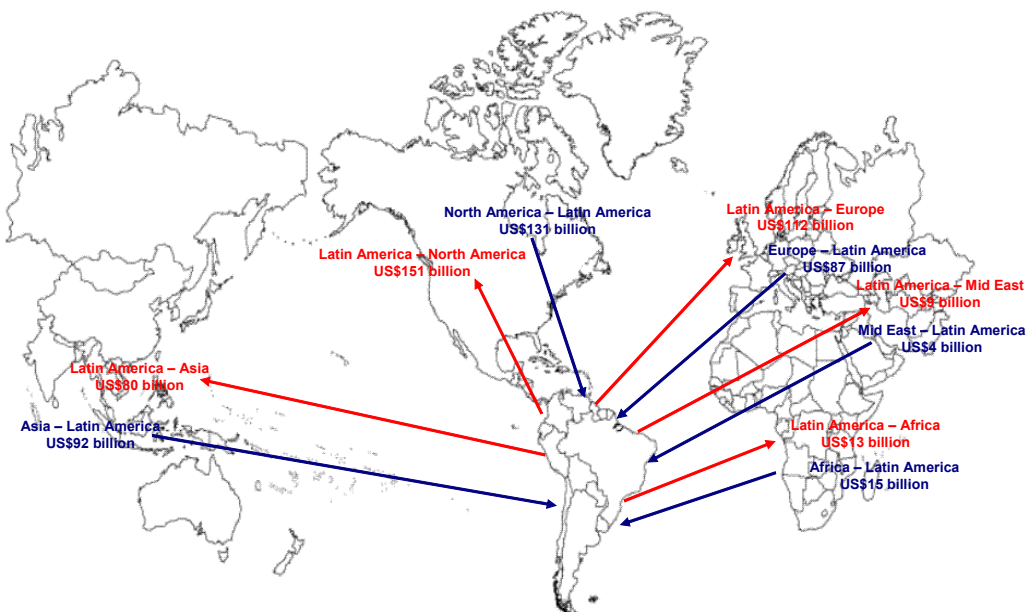 North America – Latin America
US$131 billion
Latin America – Europe
US$112 billion
Latin America – North America
US$151 billion
Europe – Latin America
US$87 billion
Latin America – Mid East
US$9 billion
Mid East – Latin America
US$4 billion
Latin America – Asia
US$80 billion
Asia – Latin America
US$92 billion
Latin America – Africa
US$13 billion
Africa – Latin America
US$15 billion